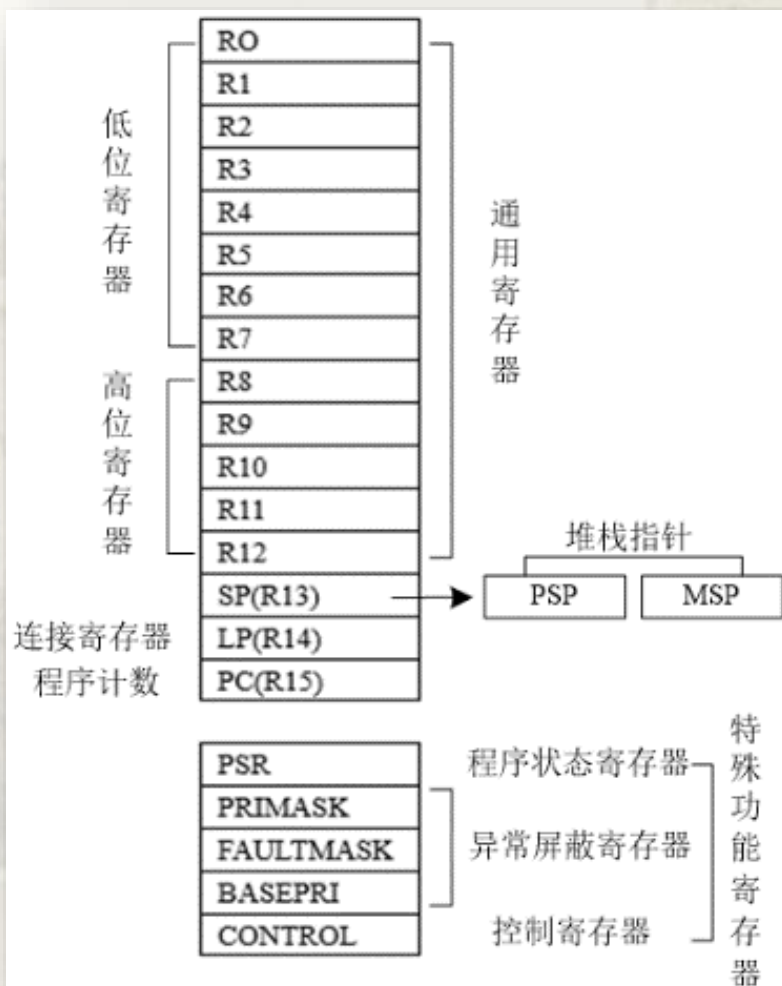 RO
R1
R2
R3
R4
R5
R6
R7
R8
R9
R10
R11
R12
SP(R13)
LP(R14)
PC(R15)
低位寄存器
高位寄存器
通用寄存器
堆栈指针
PSP
MSP
连接寄存器
程序计数
PSR
PRIMASK
FAULTMASK
BASEPRI
CONTROL
程序状态寄存器
异常屏蔽寄存器
控制寄存器
特殊功能寄存器